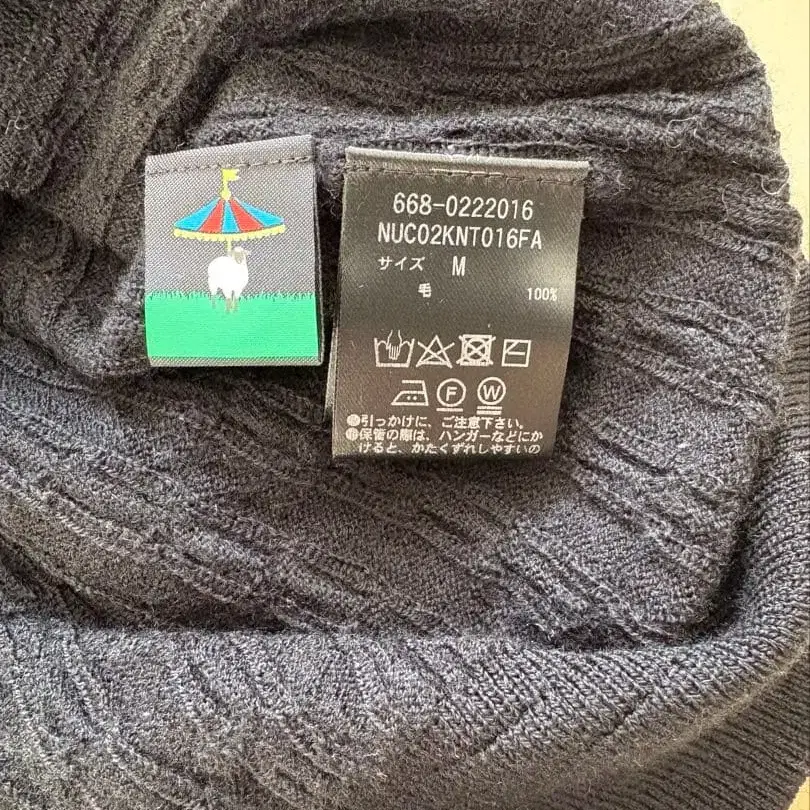 668-0222016
NUC02KNT016FA
サイズ M
毛 100%
F W
●引っかけに、ご注意下さい。
●保管の際は、ハンガーなどにか
けると、かたくずれしやすいの